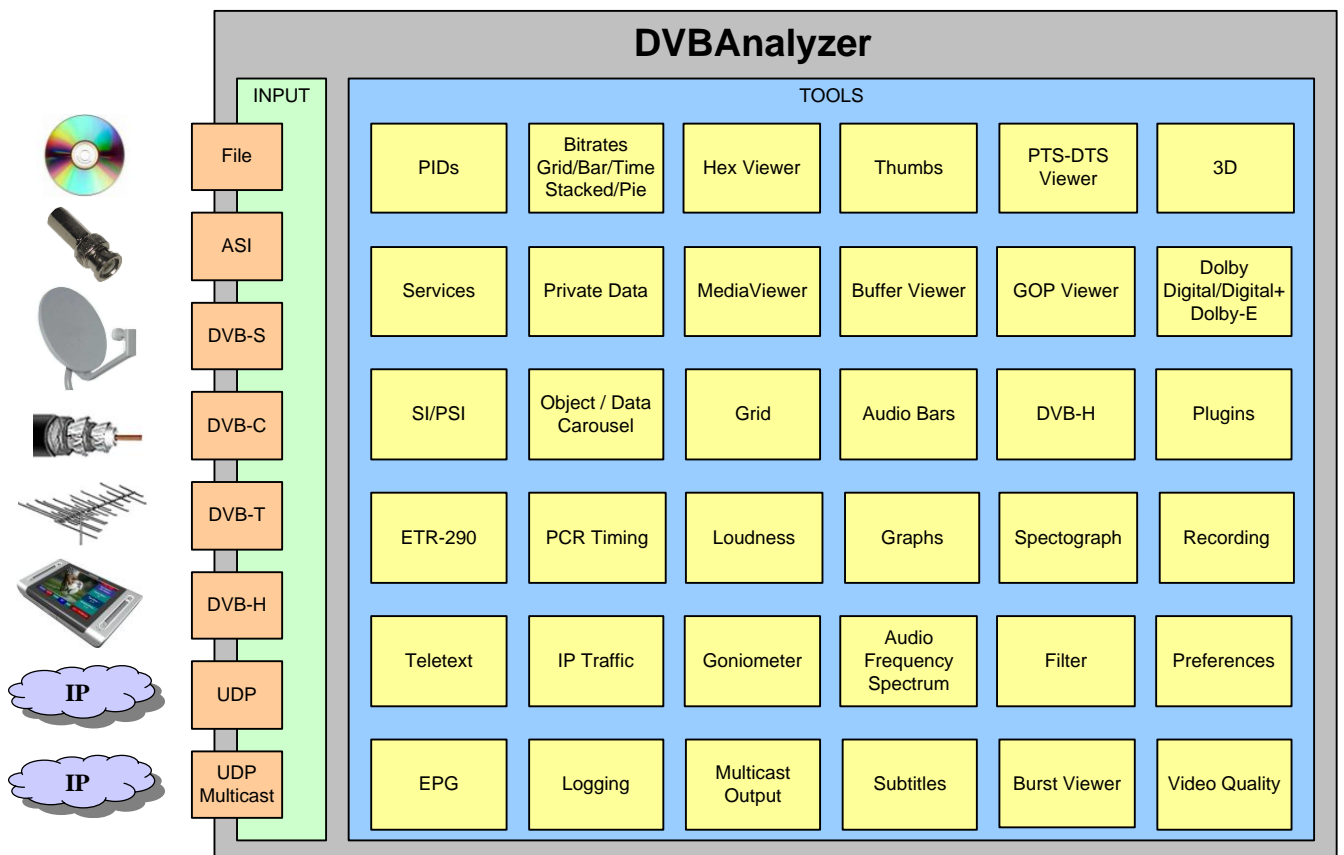 DVBAnalyzer
INPUT
TOOLS
File
ASI
DVB-S
DVB-C
DVB-T
DVB-H
UDP
UDP
Multicast
IP
IP
PIDs
Bitrates
Grid/Bar/Time
Stacked/Pie
Hex Viewer
Thumbs
PTS-DTS
Viewer
3D
Services
Private Data
MediaViewer
Buffer Viewer
GOP Viewer
Dolby
Digital/Digital+
Dolby-E
SI/PSI
Object / Data
Carousel
Grid
Audio Bars
DVB-H
Plugins
ETR-290
PCR Timing
Loudness
Graphs
Spectograph
Recording
Teletext
IP Traffic
Goniometer
Audio
Frequency
Spectrum
Filter
Preferences
EPG
Logging
Multicast
Output
Subtitles
Burst Viewer
Video Quality